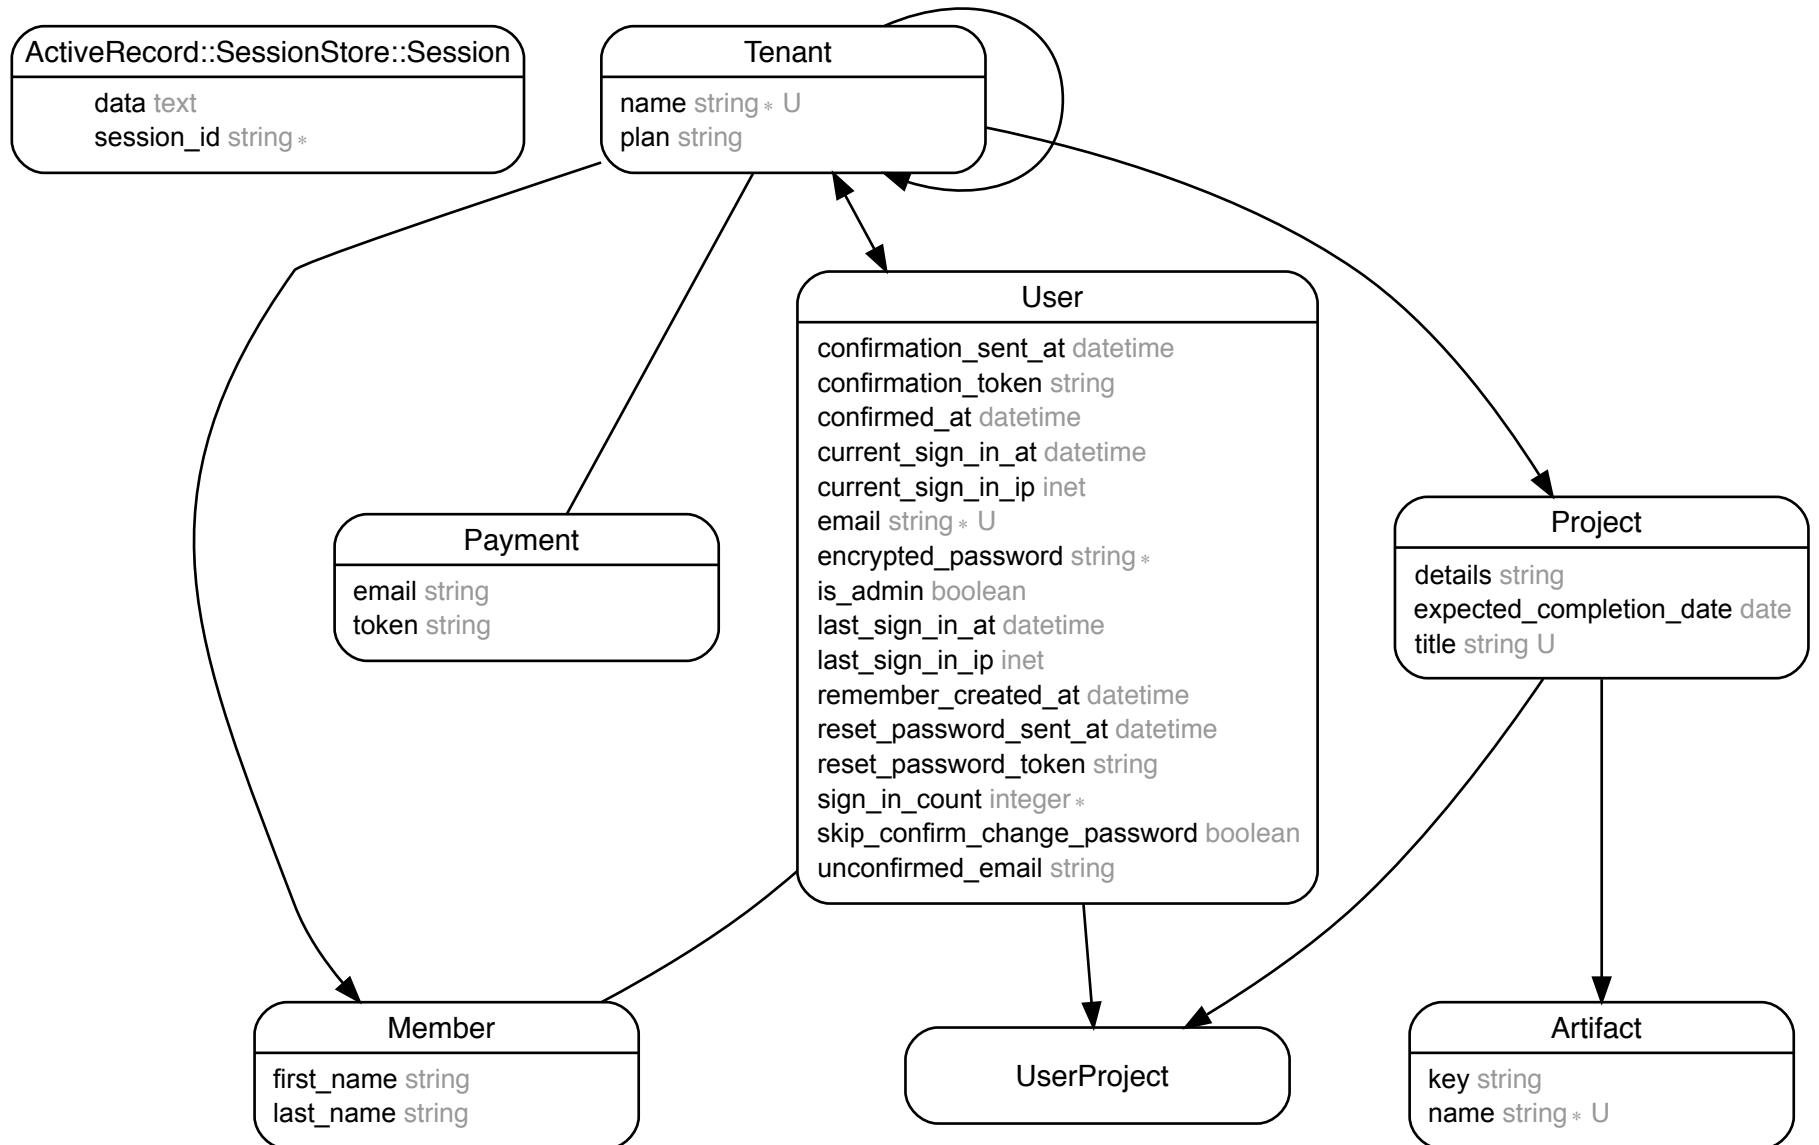 ActiveRecord::SessionStore::Session
data text
session_id string ∗
Tenant
name string ∗ U
plan string
User
confirmation_sent_at datetime
confirmation_token string
confirmed_at datetime
current_sign_in_at datetime
current_sign_in_ip inet
email string ∗ U
encrypted_password string ∗
is_admin boolean
last_sign_in_at datetime
last_sign_in_ip inet
remember_created_at datetime
reset_password_sent_at datetime
reset_password_token string
sign_in_count integer ∗
skip_confirm_change_password boolean
unconfirmed_email string
Payment
email string
token string
Project
details string
expected_completion_date date
title string U
Member
first_name string
last_name string
UserProject
Artifact
key string
name string ∗ U